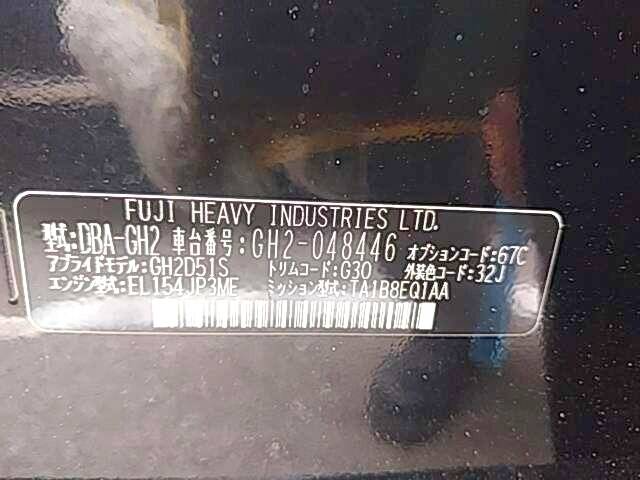 FUJI HEAVY INDUSTRIES LTD.
型式:DBA-GH2 車台番号:GH2-048446 オプションコード:67C
アプライドモデル:GH2D51S トリムコード:G30 外装色コード:32J
エンジン型式:EL154JP3ME ミッション型式:TA1B8EQ1AA